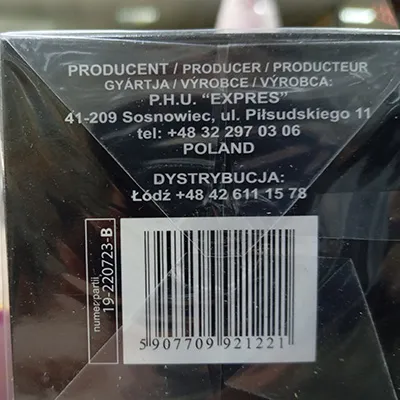 PRODUCENT / PRODUCER / PRODUCTEUR
GYÁRTJA / VÝROBCE / VÝROBCA:
P.H.U. “EXPRES”
41-209 Sosnowiec, ul. Piłsudskiego 11
tel: +48 32 297 03 06
POLAND
DYSTRYBUCJA:
Łódź +48 42 611 15 78
numer partii
19-220723-B
5 907709 921221